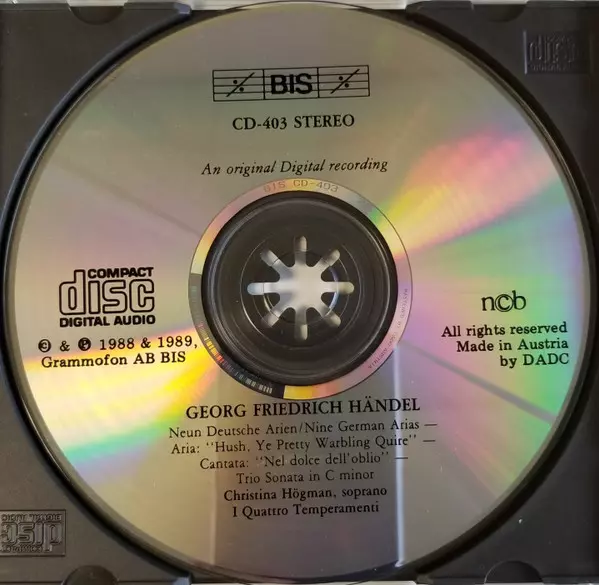 BIS
CD-403 STEREO
An original Digital recording
BIS CD-403
COMPACT
disc
DIGITAL AUDIO
ncb
© & ℗ 1988 & 1989,
Grammofon AB BIS
All rights reserved
Made in Austria
by DADC
GEORG FRIEDRICH HÄNDEL
Neun Deutsche Arien/Nine German Arias —
Aria: "Hush, Ye Pretty Warbling Quire" —
Cantata: "Nel dolce dell'oblio" —
Trio Sonata in C minor
Christina Högman, soprano
I Quattro Temperamenti